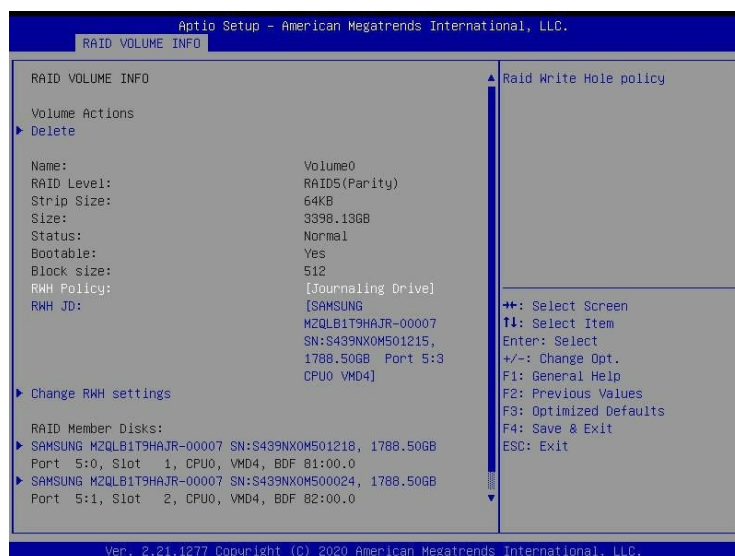 Aptio Setup – American Megatrends International, LLC.
RAID VOLUME INFO
RAID VOLUME INFO
Volume Actions
Delete
Name: Volume0
RAID Level: RAID5(Parity)
Strip Size: 64KB
Size: 3398.13GB
Status: Normal
Bootable: Yes
Block size: 512
RWH Policy: [Journaling Drive]
RWH JD: [SAMSUNG
MZQLB1T9HAJR-00007
SN:S439NX0M501215,
1788.50GB Port 5:3
CPU0 VMD4]
Change RWH settings
RAID Member Disks:
SAMSUNG MZQLB1T9HAJR-00007 SN:S439NX0M501218, 1788.50GB
Port 5:0, Slot 1, CPU0, VMD4, BDF 81:00.0
SAMSUNG MZQLB1T9HAJR-00007 SN:S439NX0M500024, 1788.50GB
Port 5:1, Slot 2, CPU0, VMD4, BDF 82:00.0
Raid Write Hole policy
→←: Select Screen
↑↓: Select Item
Enter: Select
+/-: Change Opt.
F1: General Help
F2: Previous Values
F3: Optimized Defaults
F4: Save & Exit
ESC: Exit
Ver. 2.21.1277 Copyright (C) 2020 American Megatrends International, LLC.